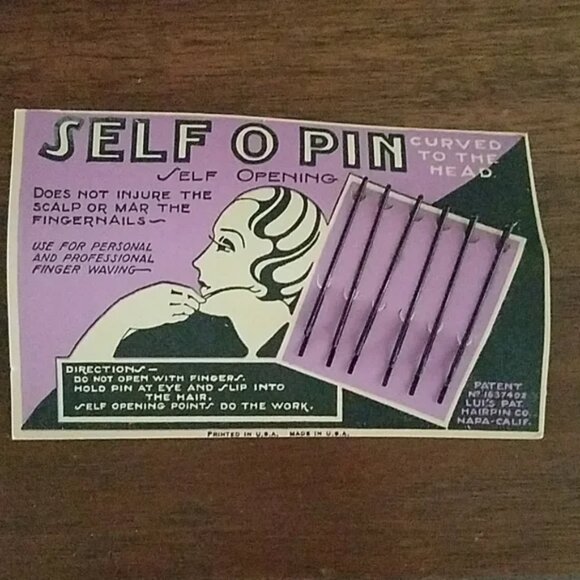 SELF O PIN
CURVED
TO THE
HEAD.
SELF OPENING
DOES NOT INJURE THE
SCALP OR MAR THE
FINGERNAILS—
USE FOR PERSONAL
AND PROFESSIONAL
FINGER WAVING—
DIRECTIONS—
DO NOT OPEN WITH FINGERS.
HOLD PIN AT EYE AND SLIP INTO
THE HAIR.
SELF OPENING POINTS DO THE WORK.
PATENT
No 1637402
LUI'S PAT.
HAIRPIN CO.
NAPA-CALIF.
PRINTED IN U.S.A. MADE IN U.S.A.